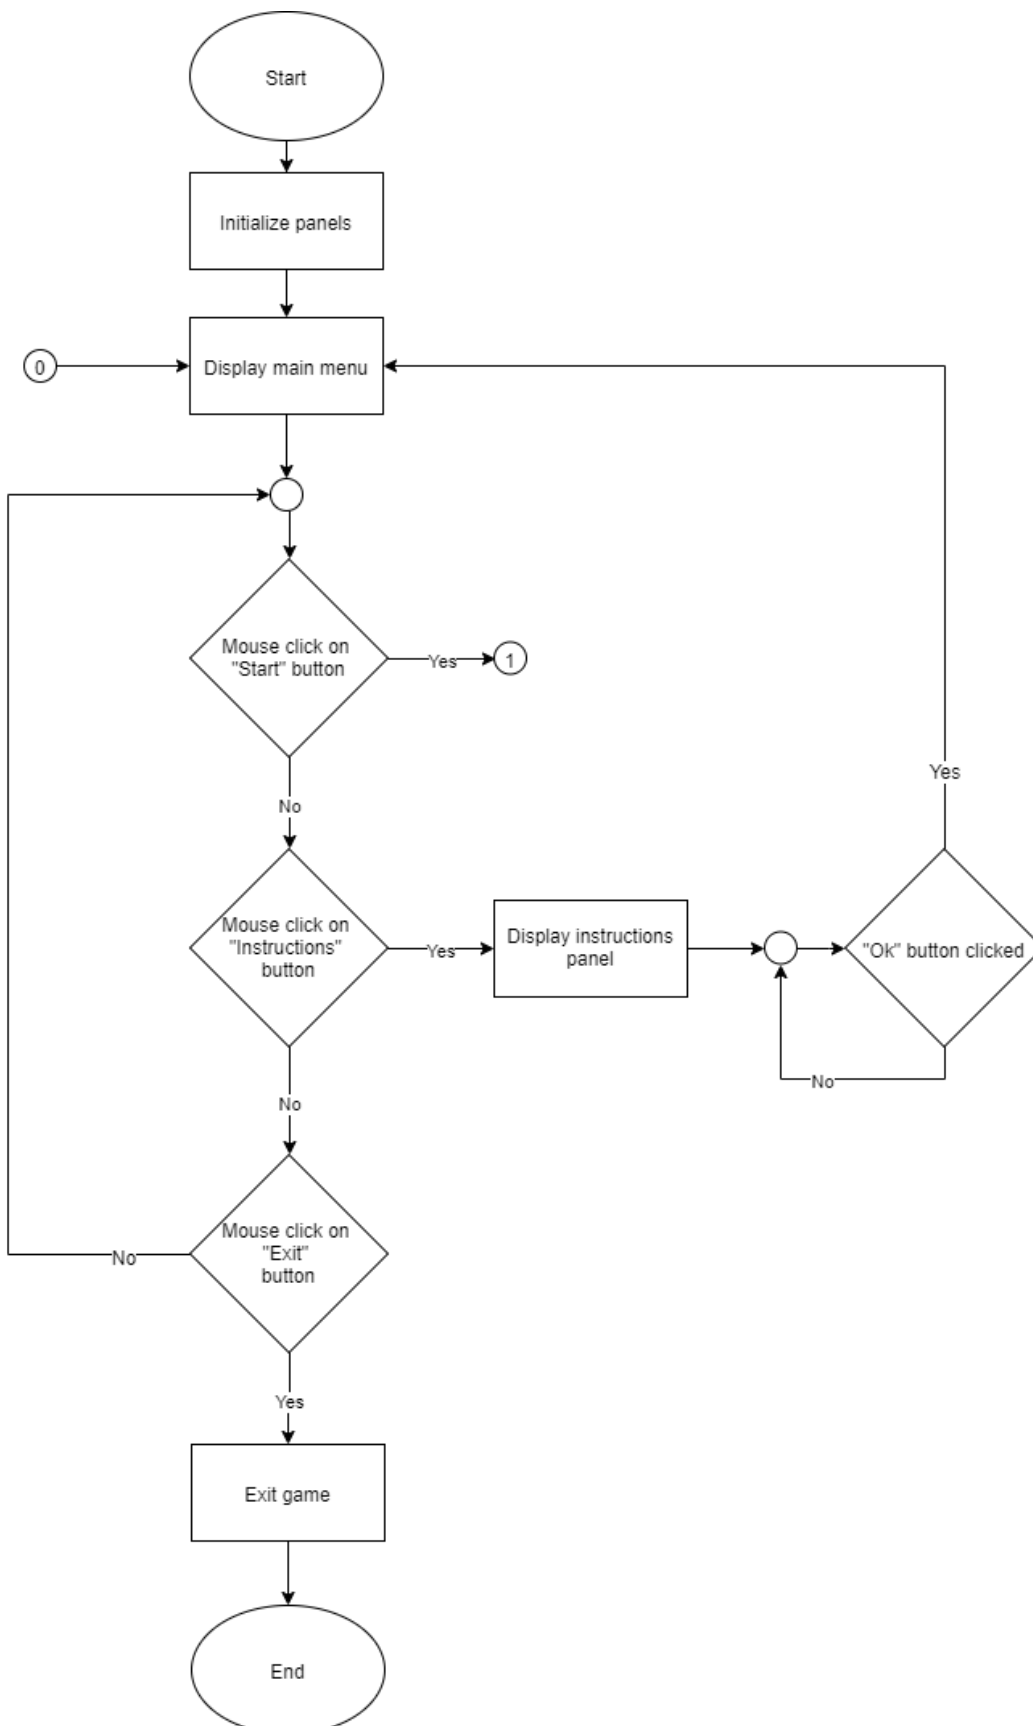 Start
Initialize panels
0
Display main menu
Mouse click on
"Start" button
Yes
1
No
Yes
Mouse click on
"Instructions"
button
Yes
Display instructions
panel
"Ok" button clicked
No
No
Mouse click on
"Exit"
button
No
Yes
Exit game
End